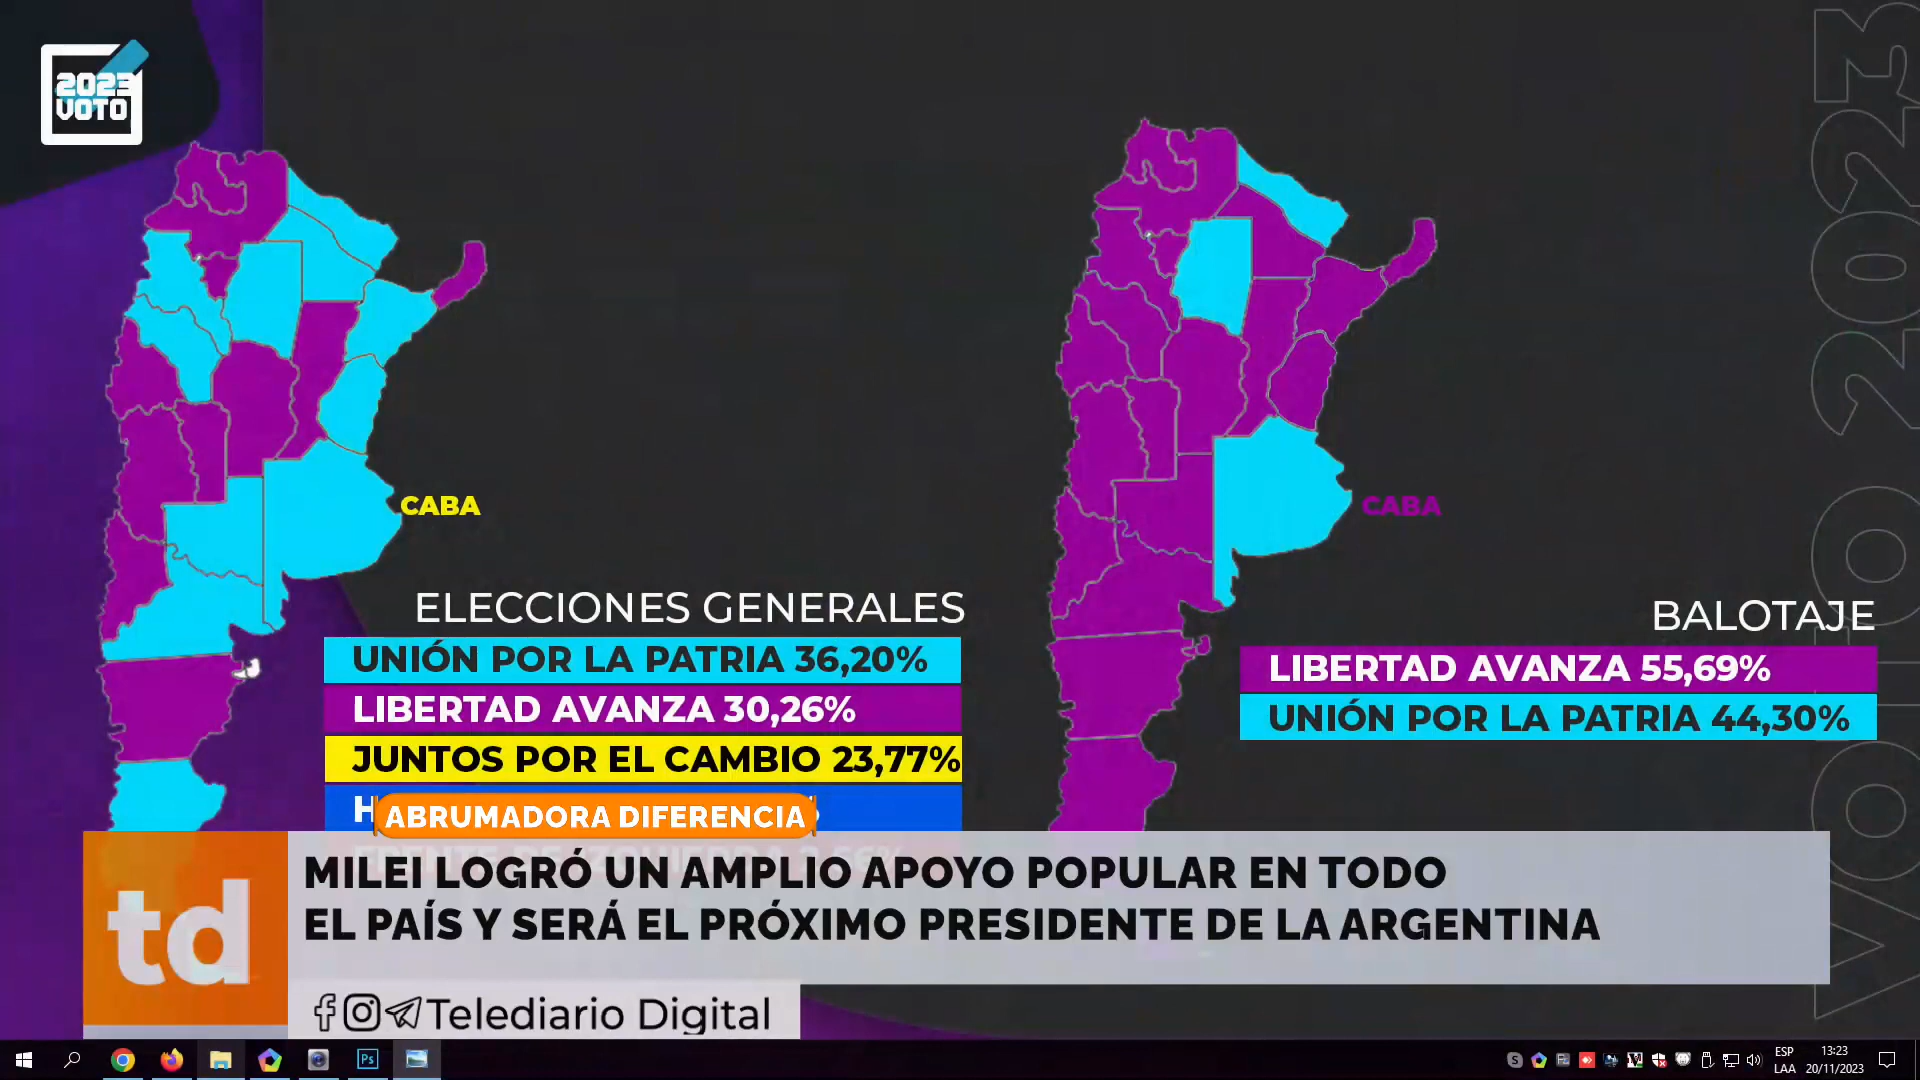 2023
VOTO
VOTO 2023
CABA
CABA
ELECCIONES GENERALES
UNIÓN POR LA PATRIA 36,20%
LIBERTAD AVANZA 30,26%
JUNTOS POR EL CAMBIO 23,77%
BALOTAJE
LIBERTAD AVANZA 55,69%
UNIÓN POR LA PATRIA 44,30%
ABRUMADORA DIFERENCIA
MILEI LOGRÓ UN AMPLIO APOYO POPULAR EN TODO
EL PAÍS Y SERÁ EL PRÓXIMO PRESIDENTE DE LA ARGENTINA
td
Telediario Digital
Ps
ESP
LAA
13:23
20/11/2023